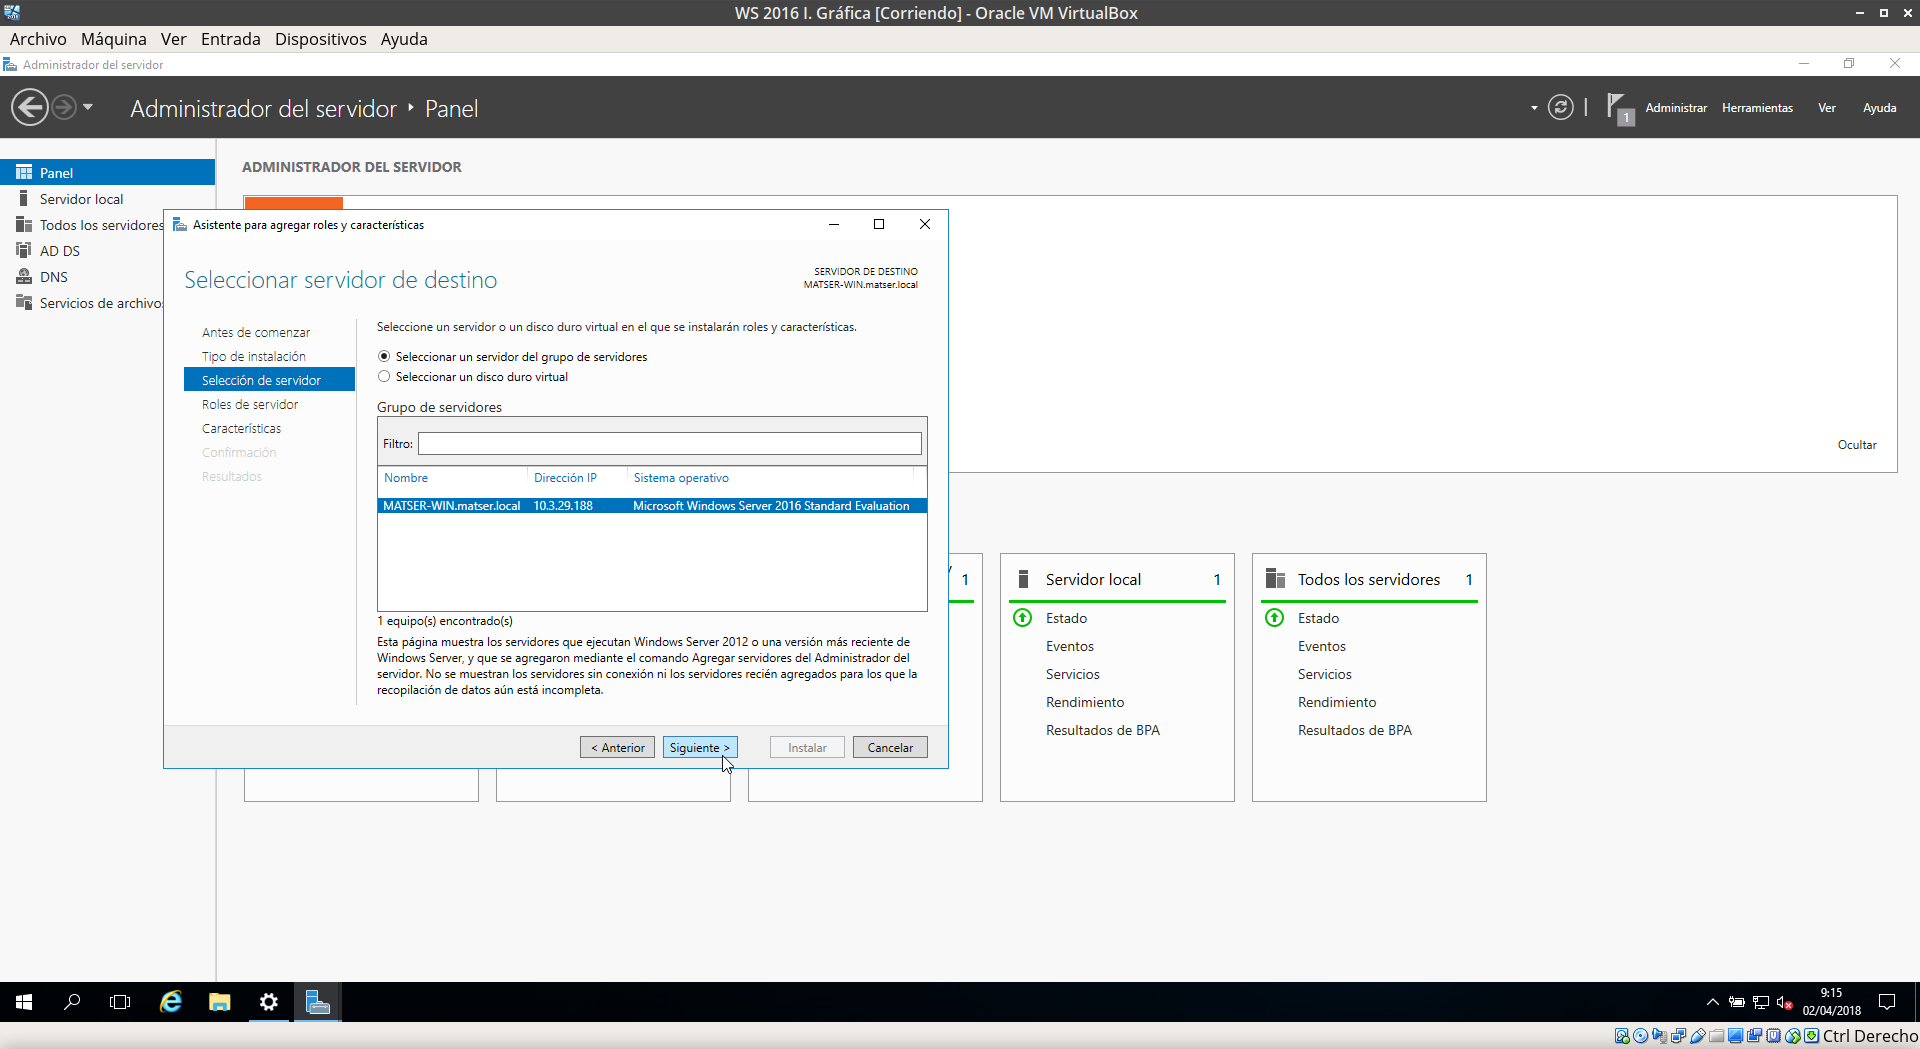 WS 2016 I. Gráfica [Corriendo] - Oracle VM VirtualBox
Archivo Máquina Ver Entrada Dispositivos Ayuda
Administrador del servidor
Administrador del servidor ‣ Panel
1
Administrar Herramientas Ver Ayuda
Panel
Servidor local
Todos los servidores
AD DS
DNS
Servicios de archivo
ADMINISTRADOR DEL SERVIDOR
Ocultar
Asistente para agregar roles y características
Seleccionar servidor de destino
SERVIDOR DE DESTINO
MATSER-WIN.matser.local
Antes de comenzar
Tipo de instalación
Selección de servidor
Roles de servidor
Características
Confirmación
Resultados
Seleccione un servidor o un disco duro virtual en el que se instalarán roles y características.
Seleccionar un servidor del grupo de servidores
Seleccionar un disco duro virtual
Grupo de servidores
Filtro:
Nombre Dirección IP Sistema operativo
MATSER-WIN.matser.local 10.3.29.188 Microsoft Windows Server 2016 Standard Evaluation
1 equipo(s) encontrado(s)
Esta página muestra los servidores que ejecutan Windows Server 2012 o una versión más reciente de
Windows Server, y que se agregaron mediante el comando Agregar servidores del Administrador del
servidor. No se muestran los servidores sin conexión ni los servidores recién agregados para los que la
recopilación de datos aún está incompleta.
< Anterior Siguiente > Instalar Cancelar
1
Servidor local 1
Estado
Eventos
Servicios
Rendimiento
Resultados de BPA
Todos los servidores 1
Estado
Eventos
Servicios
Rendimiento
Resultados de BPA
9:15
02/04/2018
Ctrl Derecho